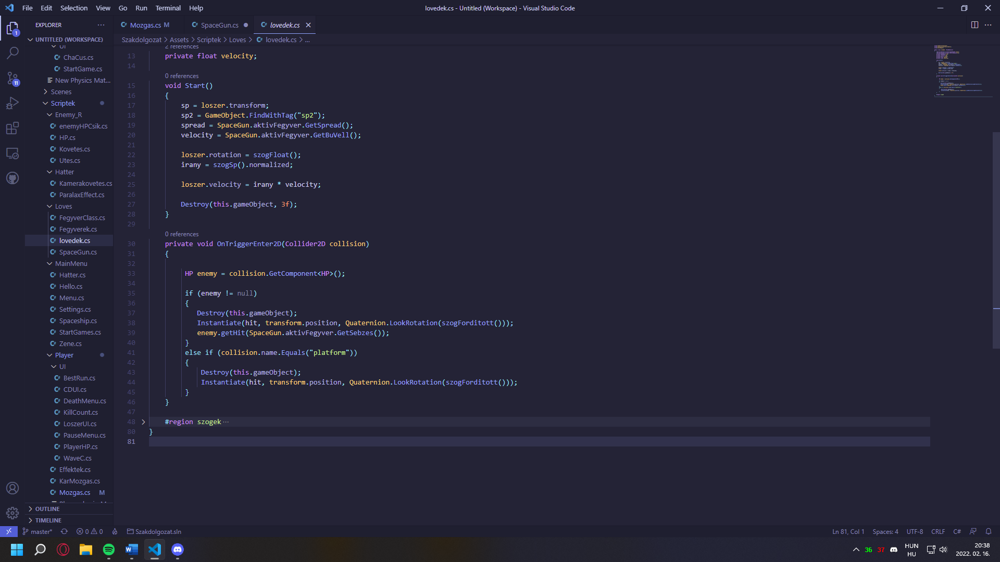 File Edit Selection View Go Run Terminal Help
lovedek.cs - Untitled (Workspace) - Visual Studio Code
EXPLORER
Mozgas.cs M
SpaceGun.cs
lovedek.cs
UNTITLED (WORKSPACE)
Szakdolgozat > Assets > Scriptek > Loves > lovedek.cs > ...
UI
ChaCus.cs
StartGame.cs
New Physics Mat...
Scenes
Scriptek
Enemy_R
enemyHPCsik.cs
HP.cs
Kovetes.cs
Utes.cs
Hatter
Kamerakovetes.cs
ParalaxEffect.cs
Loves
FegyverClass.cs
Fegyverek.cs
lovedek.cs
SpaceGun.cs
MainMenu
Hatter.cs
Hello.cs
Menu.cs
Settings.cs
Spaceship.cs
StartGames.cs
Zene.cs
Player
UI
BestRun.cs
CDUI.cs
DeathMenu.cs
KillCount.cs
LoszerUI.cs
PauseMenu.cs
PlayerHP.cs
WaveC.cs
Effektek.cs
KarMozgas.cs
Mozgas.cs M
OUTLINE
TIMELINE
1
11
2 references
13 private float velocity;
14
0 references
15 void Start()
16 {
17 sp = loszer.transform;
18 sp2 = GameObject.FindWithTag("sp2");
19 spread = SpaceGun.aktivFegyver.GetSpread();
20 velocity = SpaceGun.aktivFegyver.GetBuVell();
21
22 loszer.rotation = szogFloat();
23 irany = szogSp().normalized;
24
25 loszer.velocity = irany * velocity;
26
27 Destroy(this.gameObject, 3f);
28 }
29
0 references
30 private void OnTriggerEnter2D(Collider2D collision)
31 {
32
33 HP enemy = collision.GetComponent<HP>();
34
35 if (enemy != null)
36 {
37 Destroy(this.gameObject);
38 Instantiate(hit, transform.position, Quaternion.LookRotation(szogForditott()));
39 enemy.getHit(SpaceGun.aktivFegyver.GetSebzes());
40 }
41 else if (collision.name.Equals("platform"))
42 {
43 Destroy(this.gameObject);
44 Instantiate(hit, transform.position, Quaternion.LookRotation(szogForditott()));
45 }
46 }
47
48 #region szogek ...
80 }
81
master* 0 0 Szakdolgozat.sln
Ln 81, Col 1 Spaces: 4 UTF-8 CRLF C#
36 37 HUN
HU
20:38
2022. 02. 16.